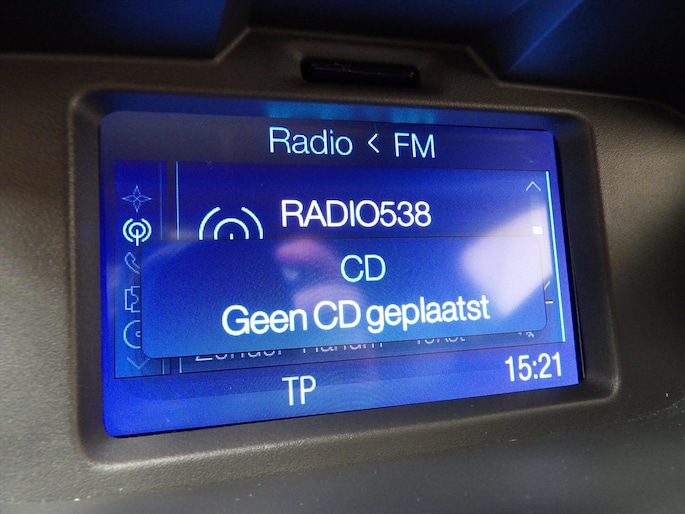 Radio < FM
RADIO538
CD
Geen CD geplaatst
TP
15:21